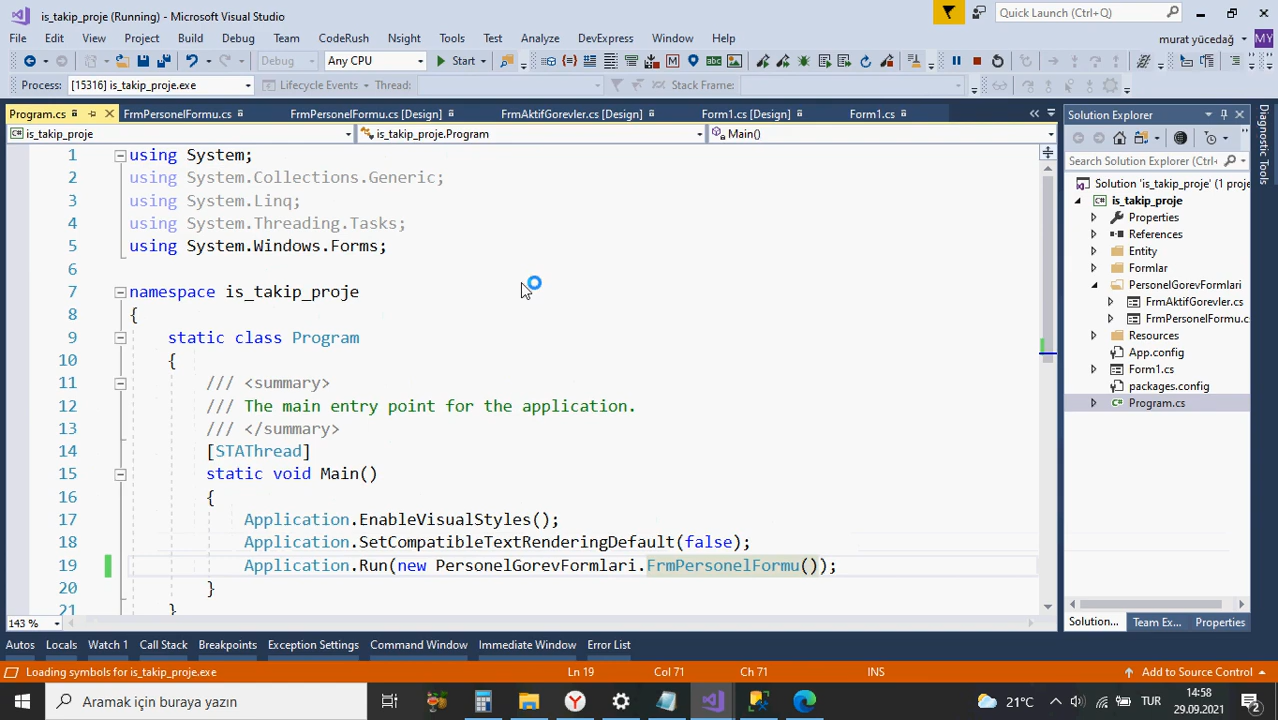 is_takip_proje (Running) - Microsoft Visual Studio
Quick Launch (Ctrl+Q)
File Edit View Project Build Debug Team CodeRush Nsight Tools Test Analyze DevExpress Window Help
murat yücedağ MY
Debug Any CPU Start
Process: [15316] is_takip_proje.exe Lifecycle Events Thread: Stack Frame:
Program.cs FrmPersonelFormu.cs FrmPersonelFormu.cs [Design] FrmAktifGorevler.cs [Design] Form1.cs [Design] Form1.cs
is_takip_proje is_takip_proje.Program Main()
1 using System;
2 using System.Collections.Generic;
3 using System.Linq;
4 using System.Threading.Tasks;
5 using System.Windows.Forms;
6
7 namespace is_takip_proje
8 {
9 static class Program
10 {
11 /// <summary>
12 /// The main entry point for the application.
13 /// </summary>
14 [STAThread]
15 static void Main()
16 {
17 Application.EnableVisualStyles();
18 Application.SetCompatibleTextRenderingDefault(false);
19 Application.Run(new PersonelGorevFormlari.FrmPersonelFormu());
20 }
21 }
143 %
Solution Explorer
Search Solution Explorer (Ctrl+
Solution 'is_takip_proje' (1 proje
is_takip_proje
Properties
References
Entity
Formlar
PersonelGorevFormlari
FrmAktifGorevler.cs
FrmPersonelFormu.c
Resources
App.config
Form1.cs
packages.config
Program.cs
Solution... Team Ex... Properties
Diagnostic Tools
Autos Locals Watch 1 Call Stack Breakpoints Exception Settings Command Window Immediate Window Error List
Loading symbols for is_takip_proje.exe Ln 19 Col 71 Ch 71 INS Add to Source Control
Aramak için buraya yazın
21°C TUR 14:58
29.09.2021
2